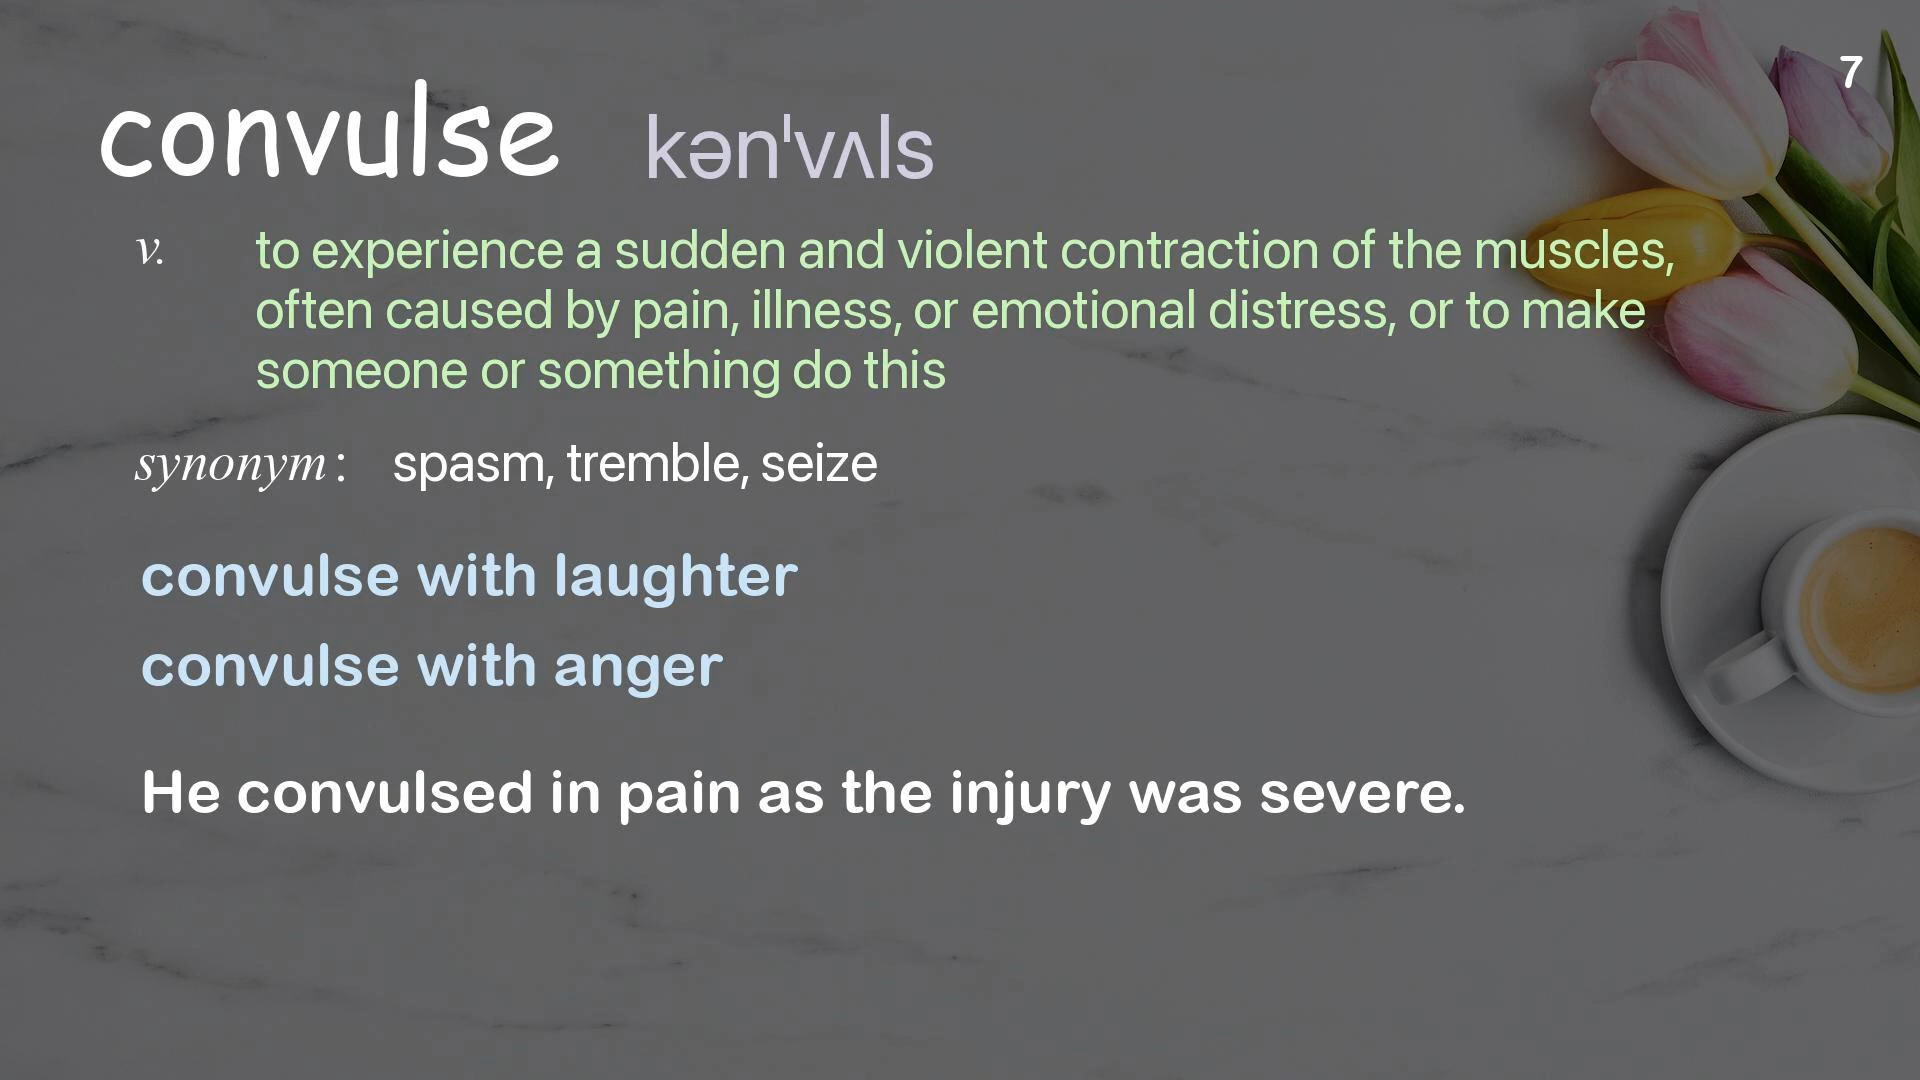 7
convulse kən'vʌls
v. to experience a sudden and violent contraction of the muscles,
often caused by pain, illness, or emotional distress, or to make
someone or something do this
synonym : spasm, tremble, seize
convulse with laughter
convulse with anger
He convulsed in pain as the injury was severe.